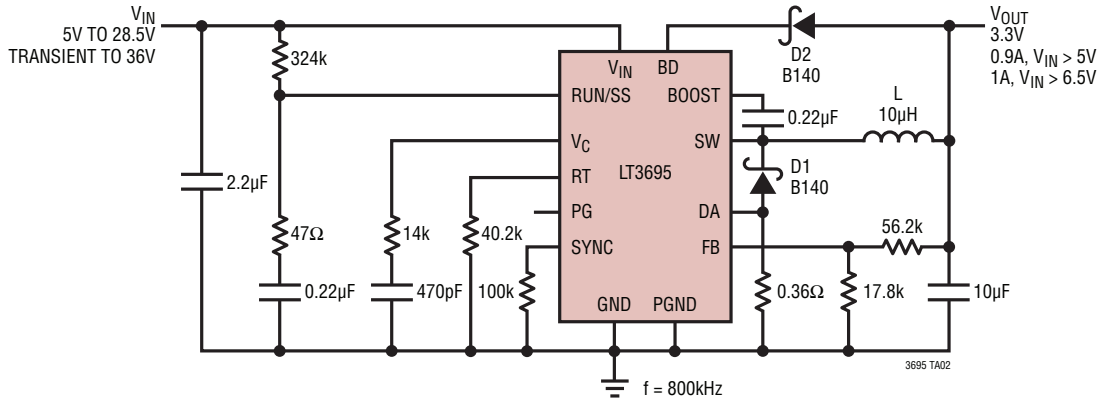 VIN
5V TO 28.5V
TRANSIENT TO 36V
324k
VIN
BD
D2
B140
VOUT
3.3V
0.9A, VIN > 5V
1A, VIN > 6.5V
RUN/SS
BOOST
0.22µF
L
10µH
VC
SW
LT3695
RT
D1
B140
2.2µF
PG
DA
47Ω
14k
40.2k
SYNC
FB
56.2k
0.22µF
470pF
100k
GND
PGND
0.36Ω
17.8k
10µF
3695 TA02
f = 800kHz